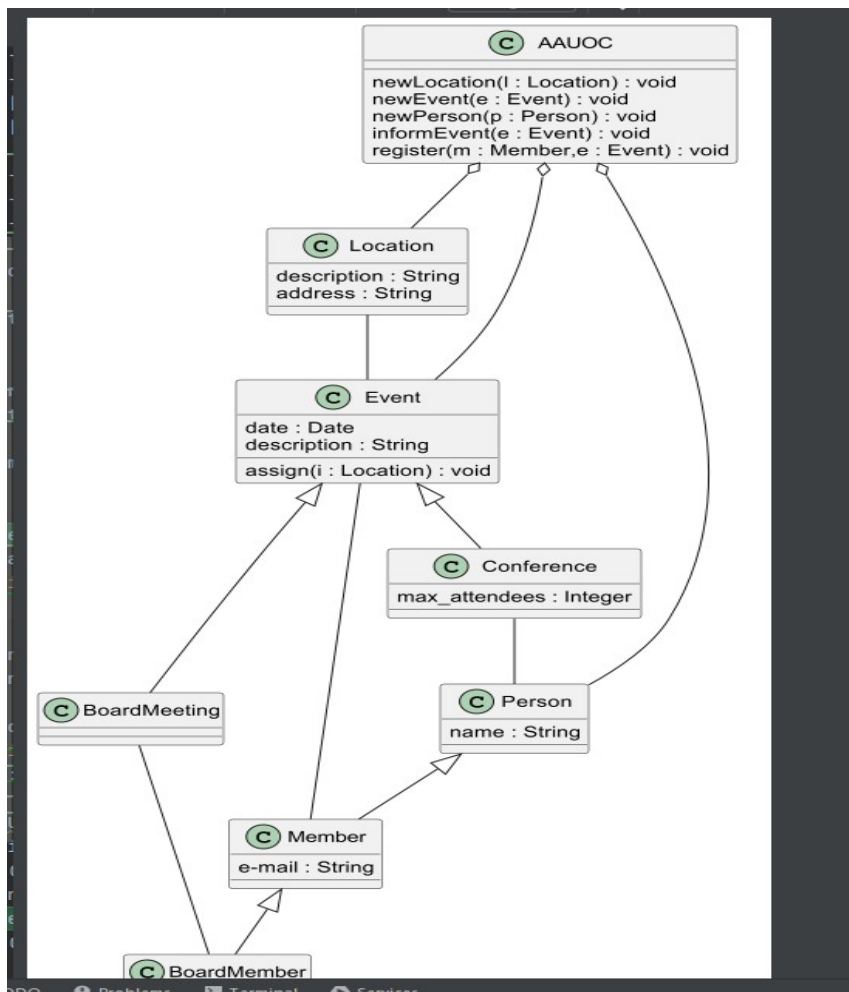 C AAUOC
newLocation(l : Location) : void
newEvent(e : Event) : void
newPerson(p : Person) : void
informEvent(e : Event) : void
register(m : Member,e : Event) : void
C Location
description : String
address : String
C Event
date : Date
description : String
assign(i : Location) : void
C Conference
max_attendees : Integer
C BoardMeeting
C Person
name : String
C Member
e-mail : String
C BoardMember
Problems Terminal Services